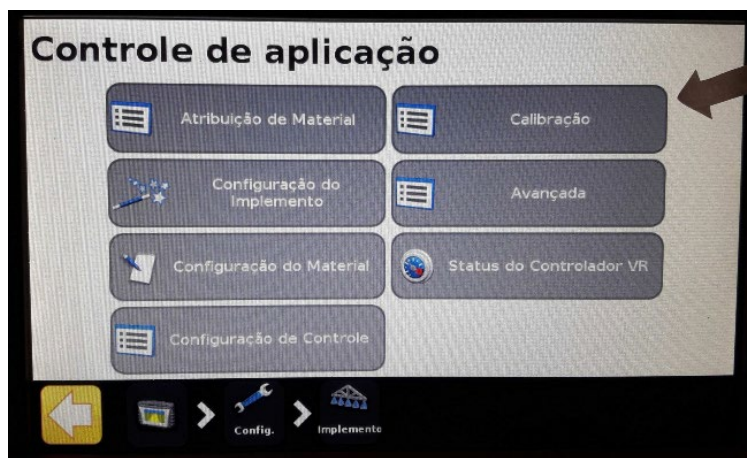 Controle de aplicação
Atribuição de Material
Calibração
Configuração do
Implemento
Avançada
Configuração do Material
Status do Controlador VR
Configuração de Controle
Config.
Implemento